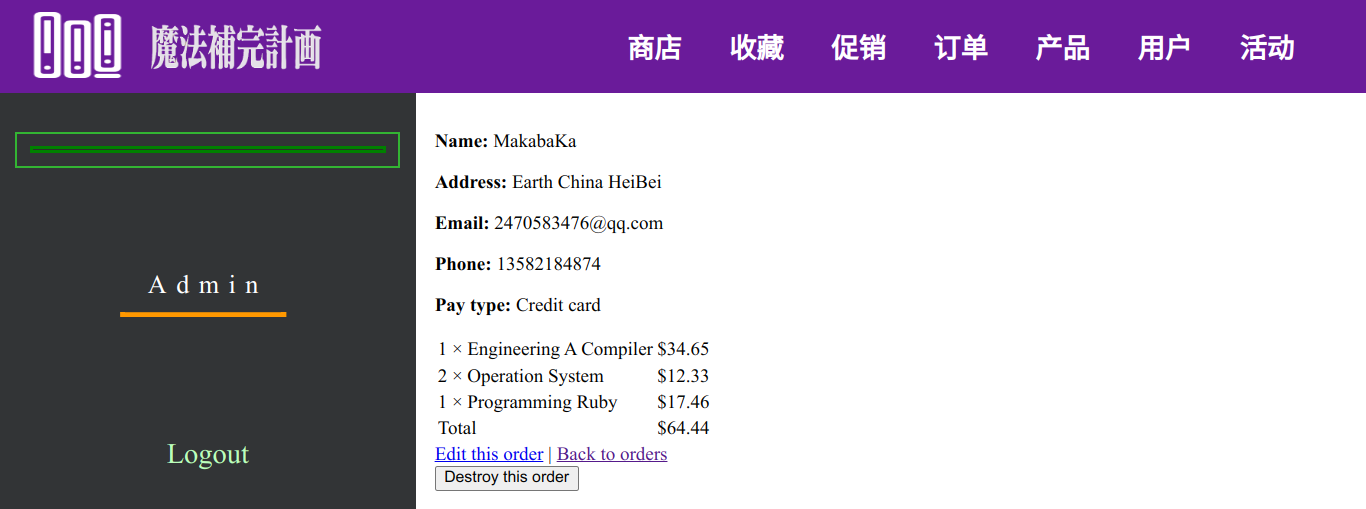 魔法補完計画
商店 收藏 促销 订单 产品 用户 活动
Admin
Logout
Name: MakabaKa
Address: Earth China HeiBei
Email: 2470583476@qq.com
Phone: 13582184874
Pay type: Credit card
1 × Engineering A Compiler $34.65
2 × Operation System $12.33
1 × Programming Ruby $17.46
Total $64.44
Edit this order | Back to orders
Destroy this order